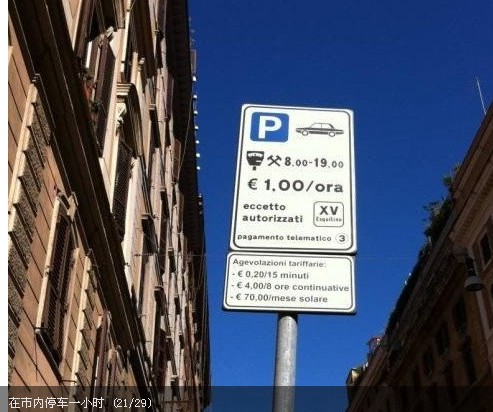 P
8.00-19.00
€ 1,00/ora
eccetto
autorizzati
XV
Esquilino
pagamento telematico 3
Agevolazioni tariffarie:
- € 0,20/15 minuti
- € 4,00/8 ore continuative
- € 70,00/mese solare
在市内停车一小时 (21/29)